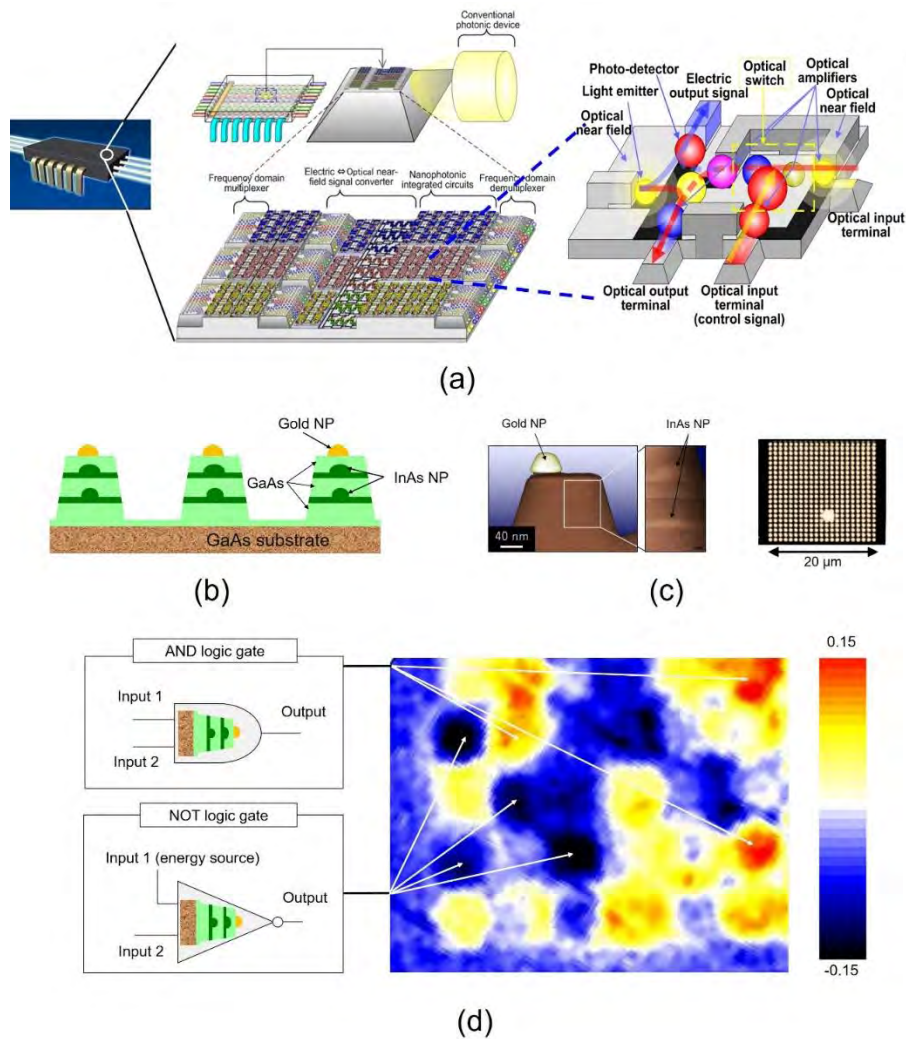 Conventional
photonic device
Photo-detector
Light emitter
Optical
near field
Electric
output signal
Optical
switch
Optical
amplifiers
Optical
near field
Optical input
terminal
Optical output
terminal
Optical input
terminal
(control signal)
Frequency domain
multiplexer
Electric ⇔ Optical near-
field signal converter
Nanophotonic
integrated circuits
Frequency domain
demultiplexer
(a)
Gold NP
GaAs
InAs NP
GaAs substrate
(b)
Gold NP
InAs NP
40 nm
20 μm
(c)
AND logic gate
Input 1
Input 2
Output
NOT logic gate
Input 1 (energy source)
Input 2
Output
0.15
-0.15
(d)